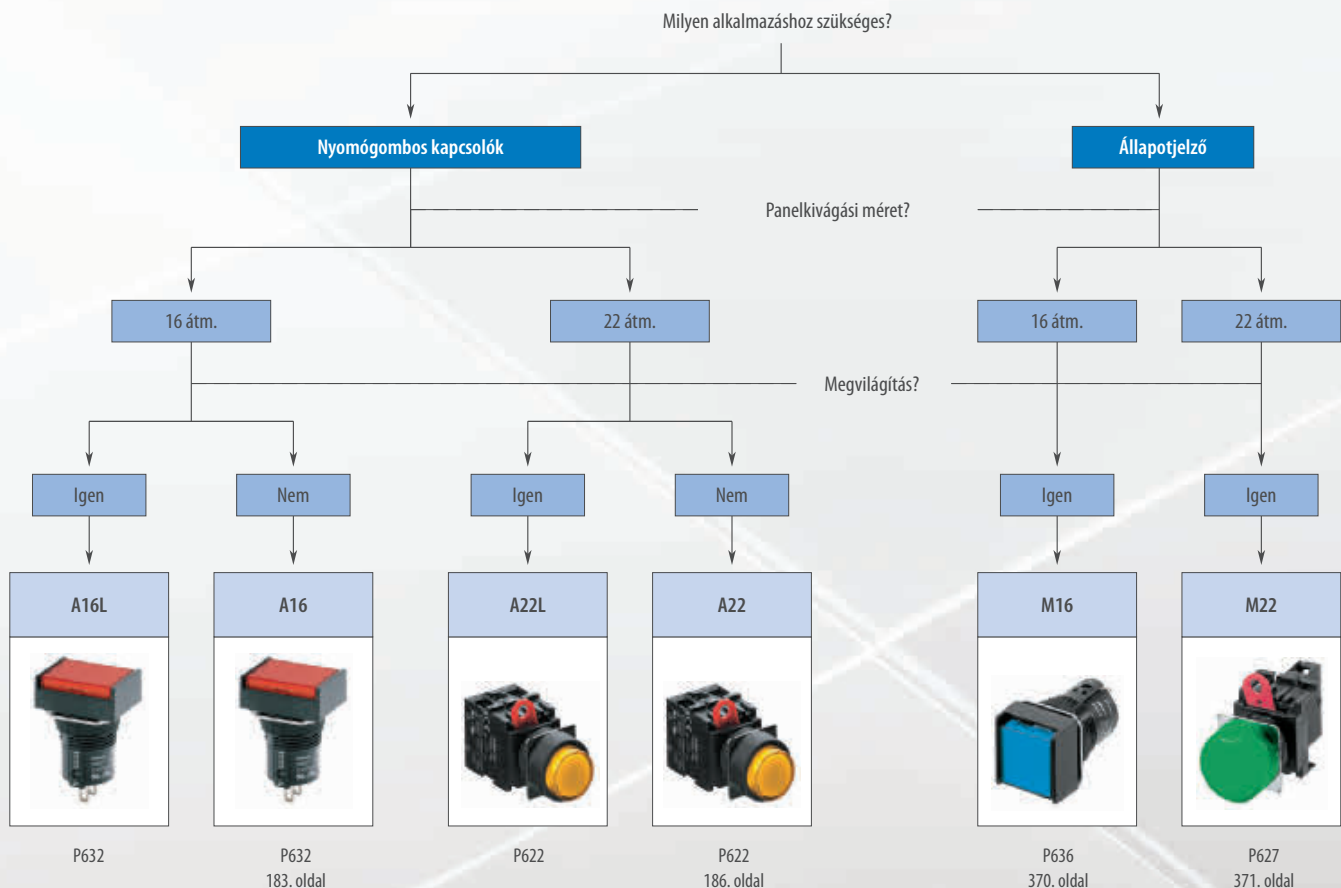 Milyen alkalmazáshoz szükséges?
Nyomógombos kapcsolók
Állapotjelző
Panelkivágási méret?
16 átm.
22 átm.
16 átm.
22 átm.
Megvilágítás?
Igen
Nem
Igen
Nem
Igen
Igen
A16L
A16
A22L
A22
M16
M22
P632
P632
183. oldal
P622
P622
186. oldal
P636
370. oldal
P627
371. oldal